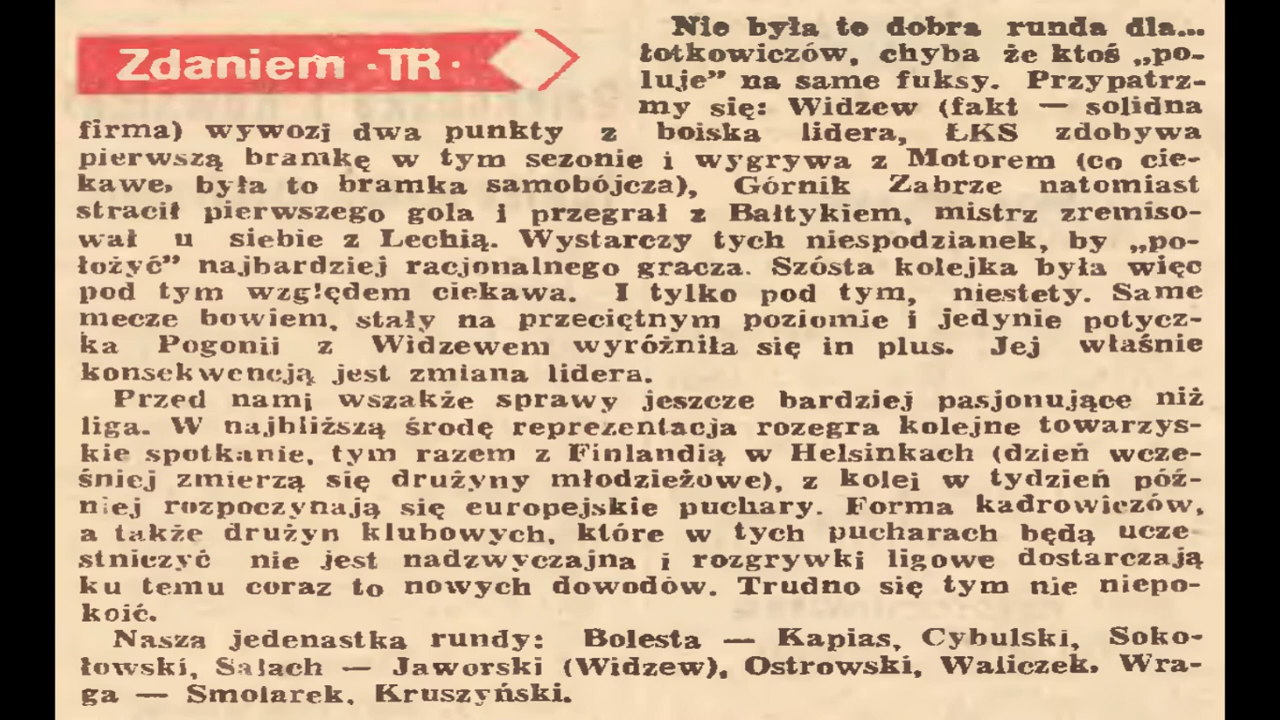 Zdaniem ·TR·
Nie była to dobra runda dla...
totkowiczów, chyba że ktoś „po-
luje” na same fuksy. Przypatrz-
my się: Widzew (fakt — solidna
firma) wywozi dwa punkty z boiska lidera, ŁKS zdobywa
pierwszą bramkę w tym sezonie i wygrywa z Motorem (co cie-
kawe, była to bramka samobójcza), Górnik Zabrze natomiast
stracił pierwszego gola i przegrał z Bałtykiem, mistrz zremiso-
wał u siebie z Lechią. Wystarczy tych niespodzianek, by „po-
łożyć” najbardziej racjonalnego gracza. Szósta kolejka była więc
pod tym względem ciekawa. I tylko pod tym, niestety. Same
mecze bowiem, stały na przeciętnym poziomie i jedynie potycz-
ka Pogonii z Widzewem wyróżniła się in plus. Jej właśnie
konsekwencją jest zmiana lidera.
Przed nami wszakże sprawy jeszcze bardziej pasjonujące niż
liga. W najbliższą środę reprezentacja rozegra kolejne towarzys-
kie spotkanie, tym razem z Finlandią w Helsinkach (dzień wcze-
śniej zmierzą się drużyny młodzieżowe), z kolej w tydzień póź-
niej rozpoczynają się europejskie puchary. Forma kadrowiczów,
a także drużyn klubowych, które w tych pucharach będą ucze-
stniczyć nie jest nadzwyczajna i rozgrywki ligowe dostarczają
ku temu coraz to nowych dowodów. Trudno się tym nie niepo-
koić.
Nasza jedenastka rundy: Bolesta — Kapias, Cybulski, Soko-
łowski, Sałach — Jaworski (Widzew), Ostrowski, Waliczek, Wra-
ga — Smolarek, Kruszyński.